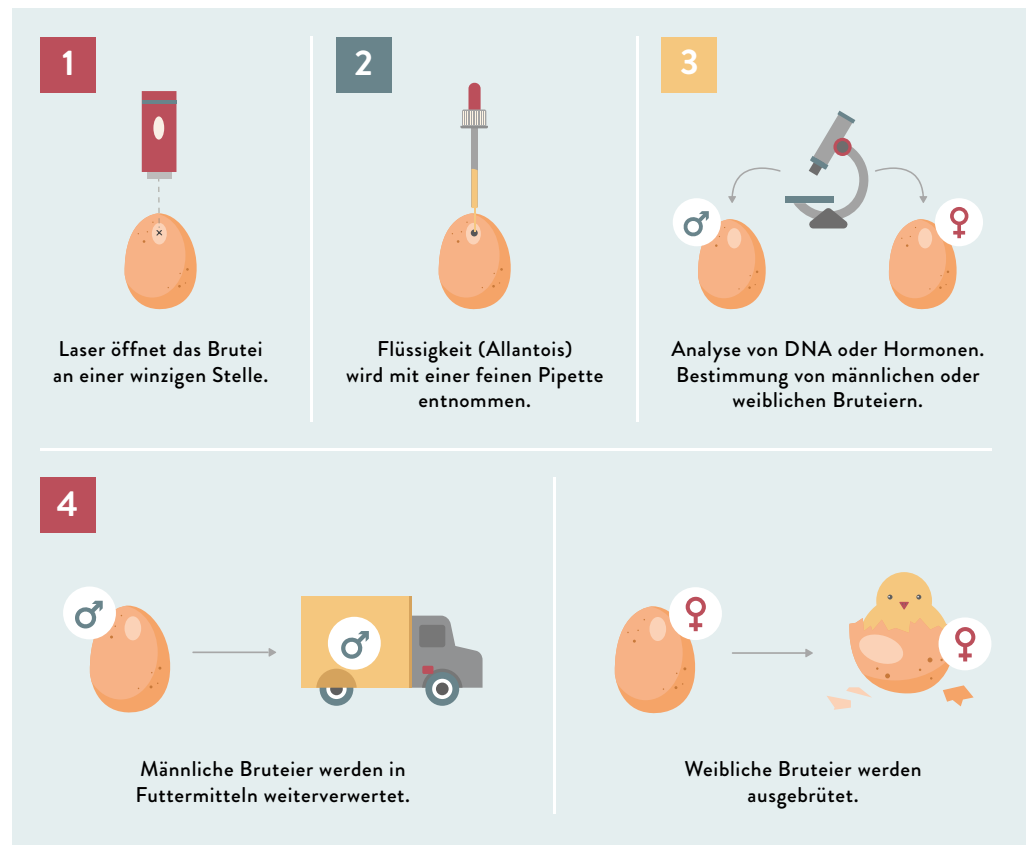 1
Laser öffnet das Brutei
an einer winzigen Stelle.
2
Flüssigkeit (Allantois)
wird mit einer feinen Pipette
entnommen.
3
Analyse von DNA oder Hormonen.
Bestimmung von männlichen oder
weiblichen Bruteiern.
4
Männliche Bruteier werden in
Futtermitteln weiterverwertet.
Weibliche Bruteier werden
ausgebrütet.